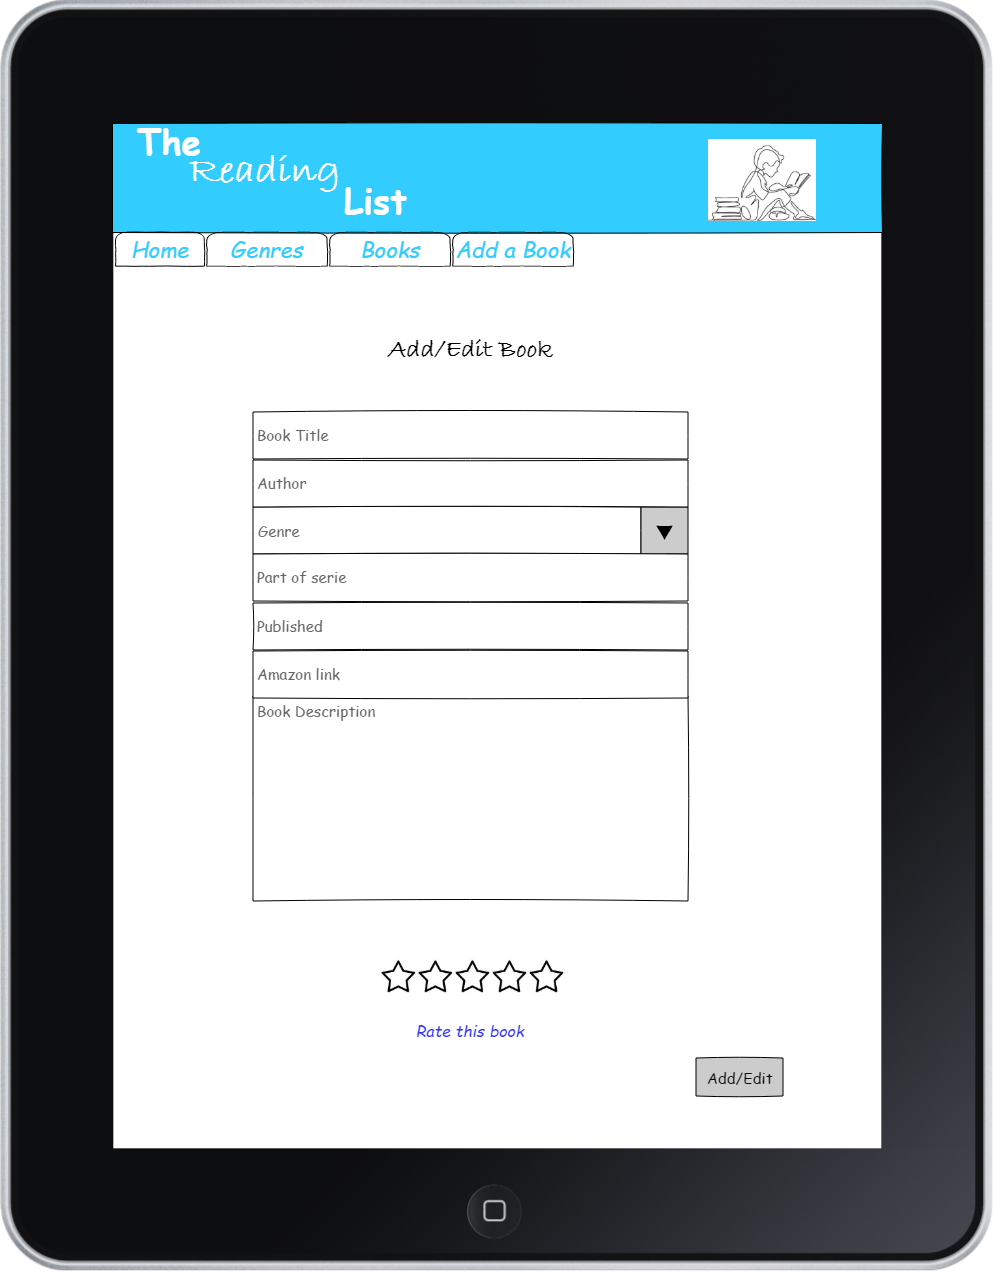 The
Reading
List
Home Genres Books Add a Book
Add/Edit Book
Book Title
Author
Genre
Part of serie
Published
Amazon link
Book Description
Rate this book
Add/Edit